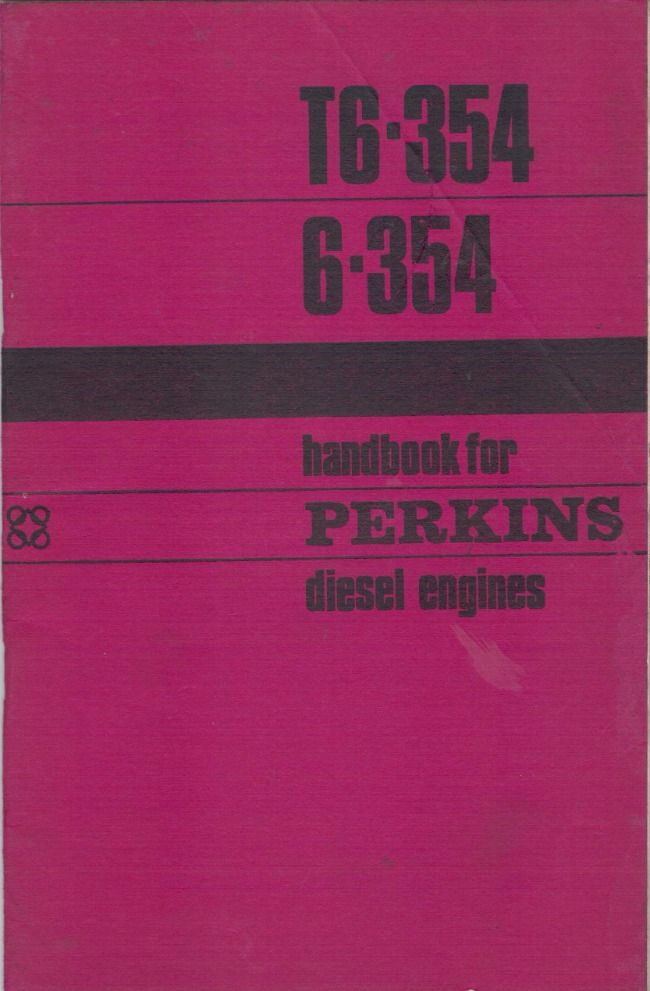 T6·354
6·354
handbook for
PERKINS
diesel engines